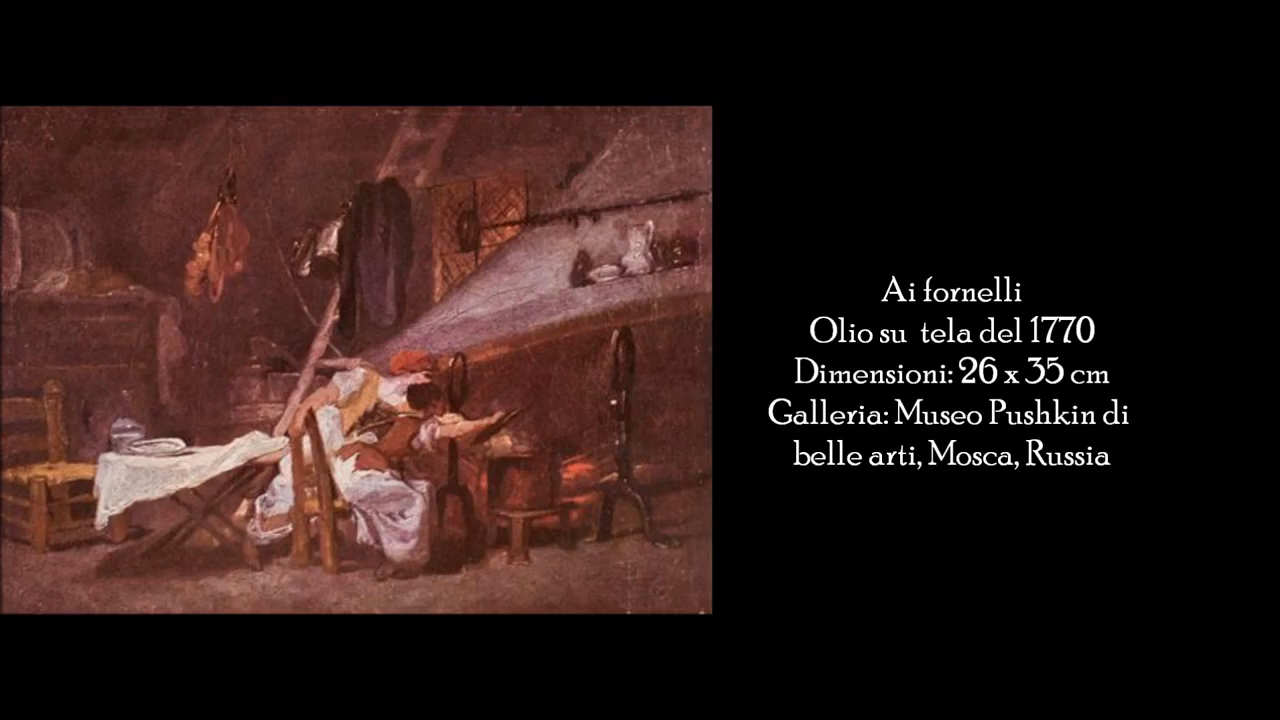 Ai fornelli
Olio su tela del 1770
Dimensioni: 26 x 35 cm
Galleria: Museo Pushkin di
belle arti, Mosca, Russia